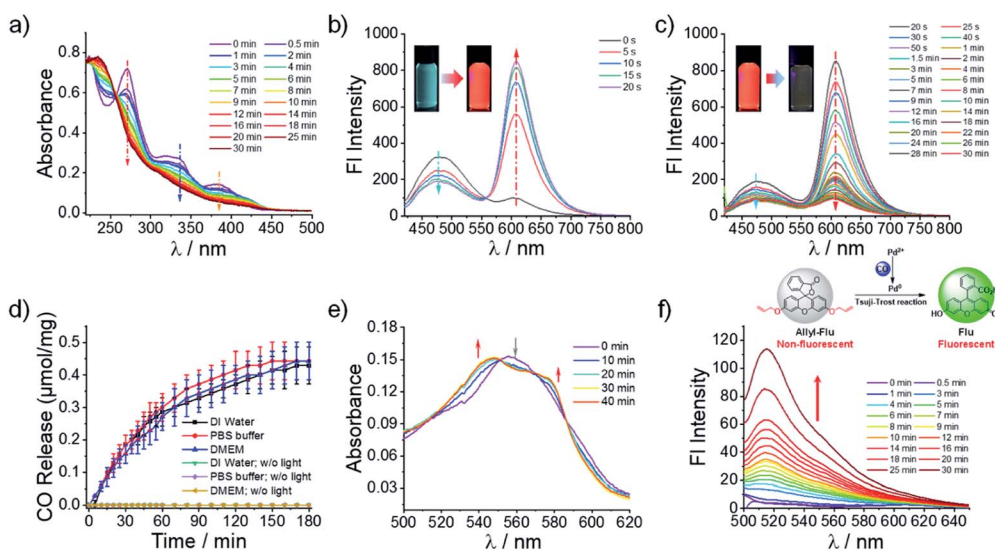 a)
Absorbance
0.8
0.6
0.4
0.2
0.0
250 300 350 400 450 500
λ / nm
0 min 0.5 min
1 min 2 min
3 min 4 min
5 min 6 min
7 min 8 min
9 min 10 min
12 min 14 min
16 min 18 min
20 min 25 min
30 min
b)
FI Intensity
1000
800
600
400
200
0
450 500 550 600 650 700 750 800
λ / nm
0 s
5 s
10 s
15 s
20 s
c)
FI Intensity
1000
800
600
400
200
0
450 500 550 600 650 700 750 800
λ / nm
20 s 25 s
30 s 40 s
50 s 1 min
1.5 min 2 min
3 min 4 min
5 min 6 min
7 min 8 min
9 min 10 min
12 min 14 min
16 min 18 min
20 min 22 min
24 min 26 min
28 min 30 min
d)
CO Release (μmol/mg)
0.5
0.4
0.3
0.2
0.1
0.0
0 30 60 90 120 150 180
Time / min
DI Water
PBS buffer
DMEM
DI Water; w/o light
PBS buffer; w/o light
DMEM; w/o light
e)
Absorbance
0.18
0.15
0.12
0.09
0.06
0.03
500 520 540 560 580 600 620
λ / nm
0 min
10 min
20 min
30 min
40 min
f)
Pd²⁺
CO
Pd⁰
Tsuji-Trost reaction
Allyl-Flu
Non-fluorescent
HO
Flu
Fluorescent
FI Intensity
120
100
80
60
40
20
0
500 520 540 560 580 600 620 640
λ / nm
0 min 0.5 min
1 min 3 min
4 min 5 min
6 min 7 min
8 min 9 min
10 min 12 min
14 min 16 min
18 min 20 min
25 min 30 min